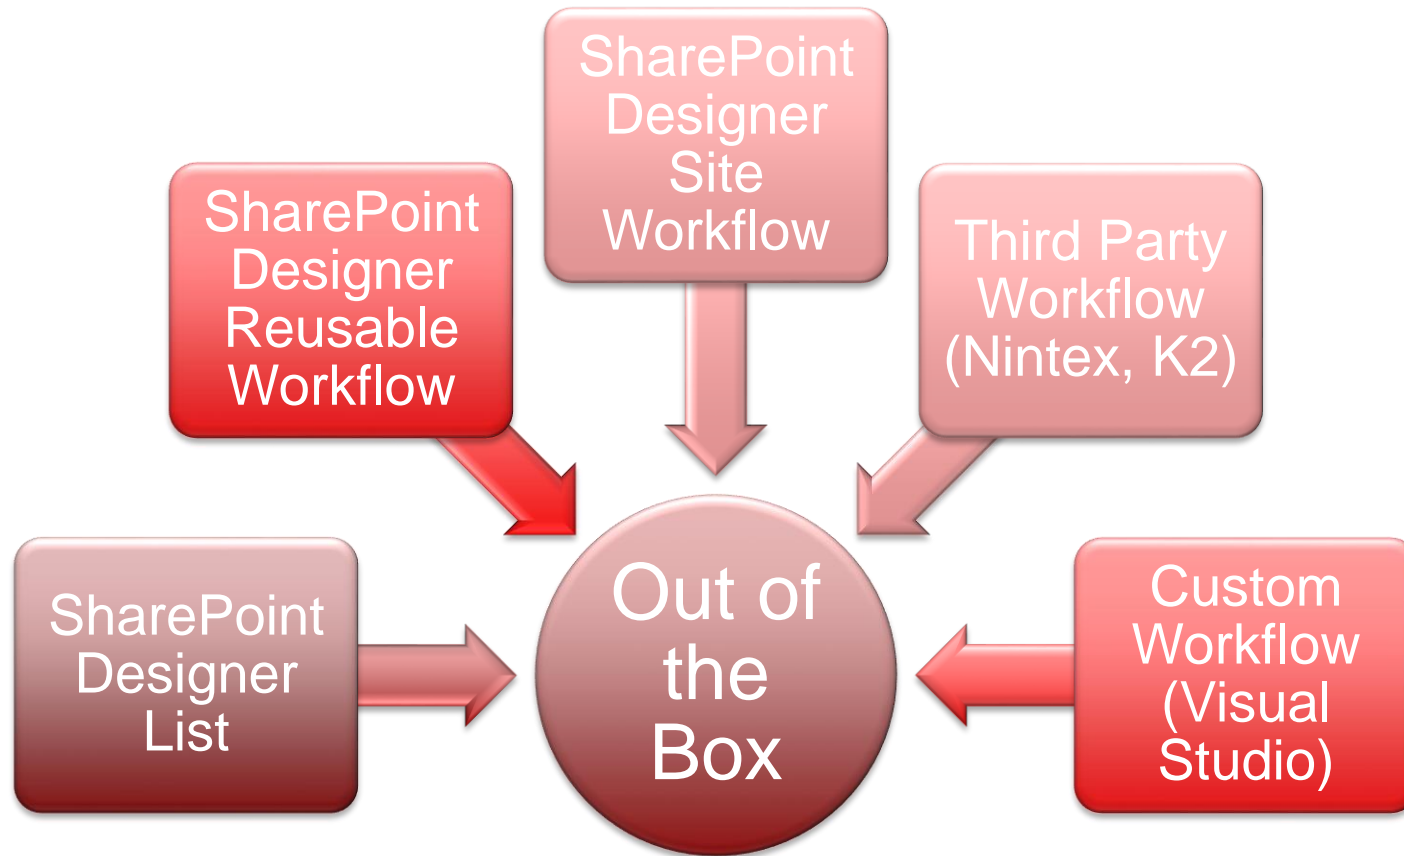 SharePoint
Designer
Site
Workflow
SharePoint
Designer
Reusable
Workflow
Third Party
Workflow
(Nintex, K2)
SharePoint
Designer
List
Out of
the
Box
Custom
Workflow
(Visual
Studio)